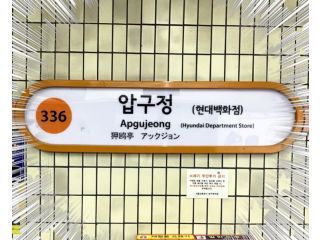 336
압구정 (현대백화점)
Apgujeong (Hyundai Department Store)
狎鷗亭 アックジョン